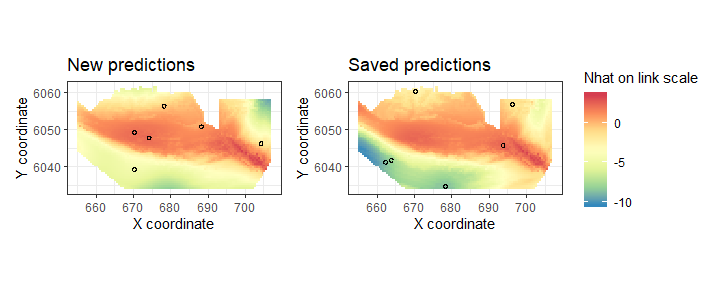 New predictions
Saved predictions
Nhat on link scale
Y coordinate
6060
6050
6040
660
670
680
690
700
X coordinate
Y coordinate
6060
6050
6040
660
670
680
690
700
X coordinate
0
-5
-10